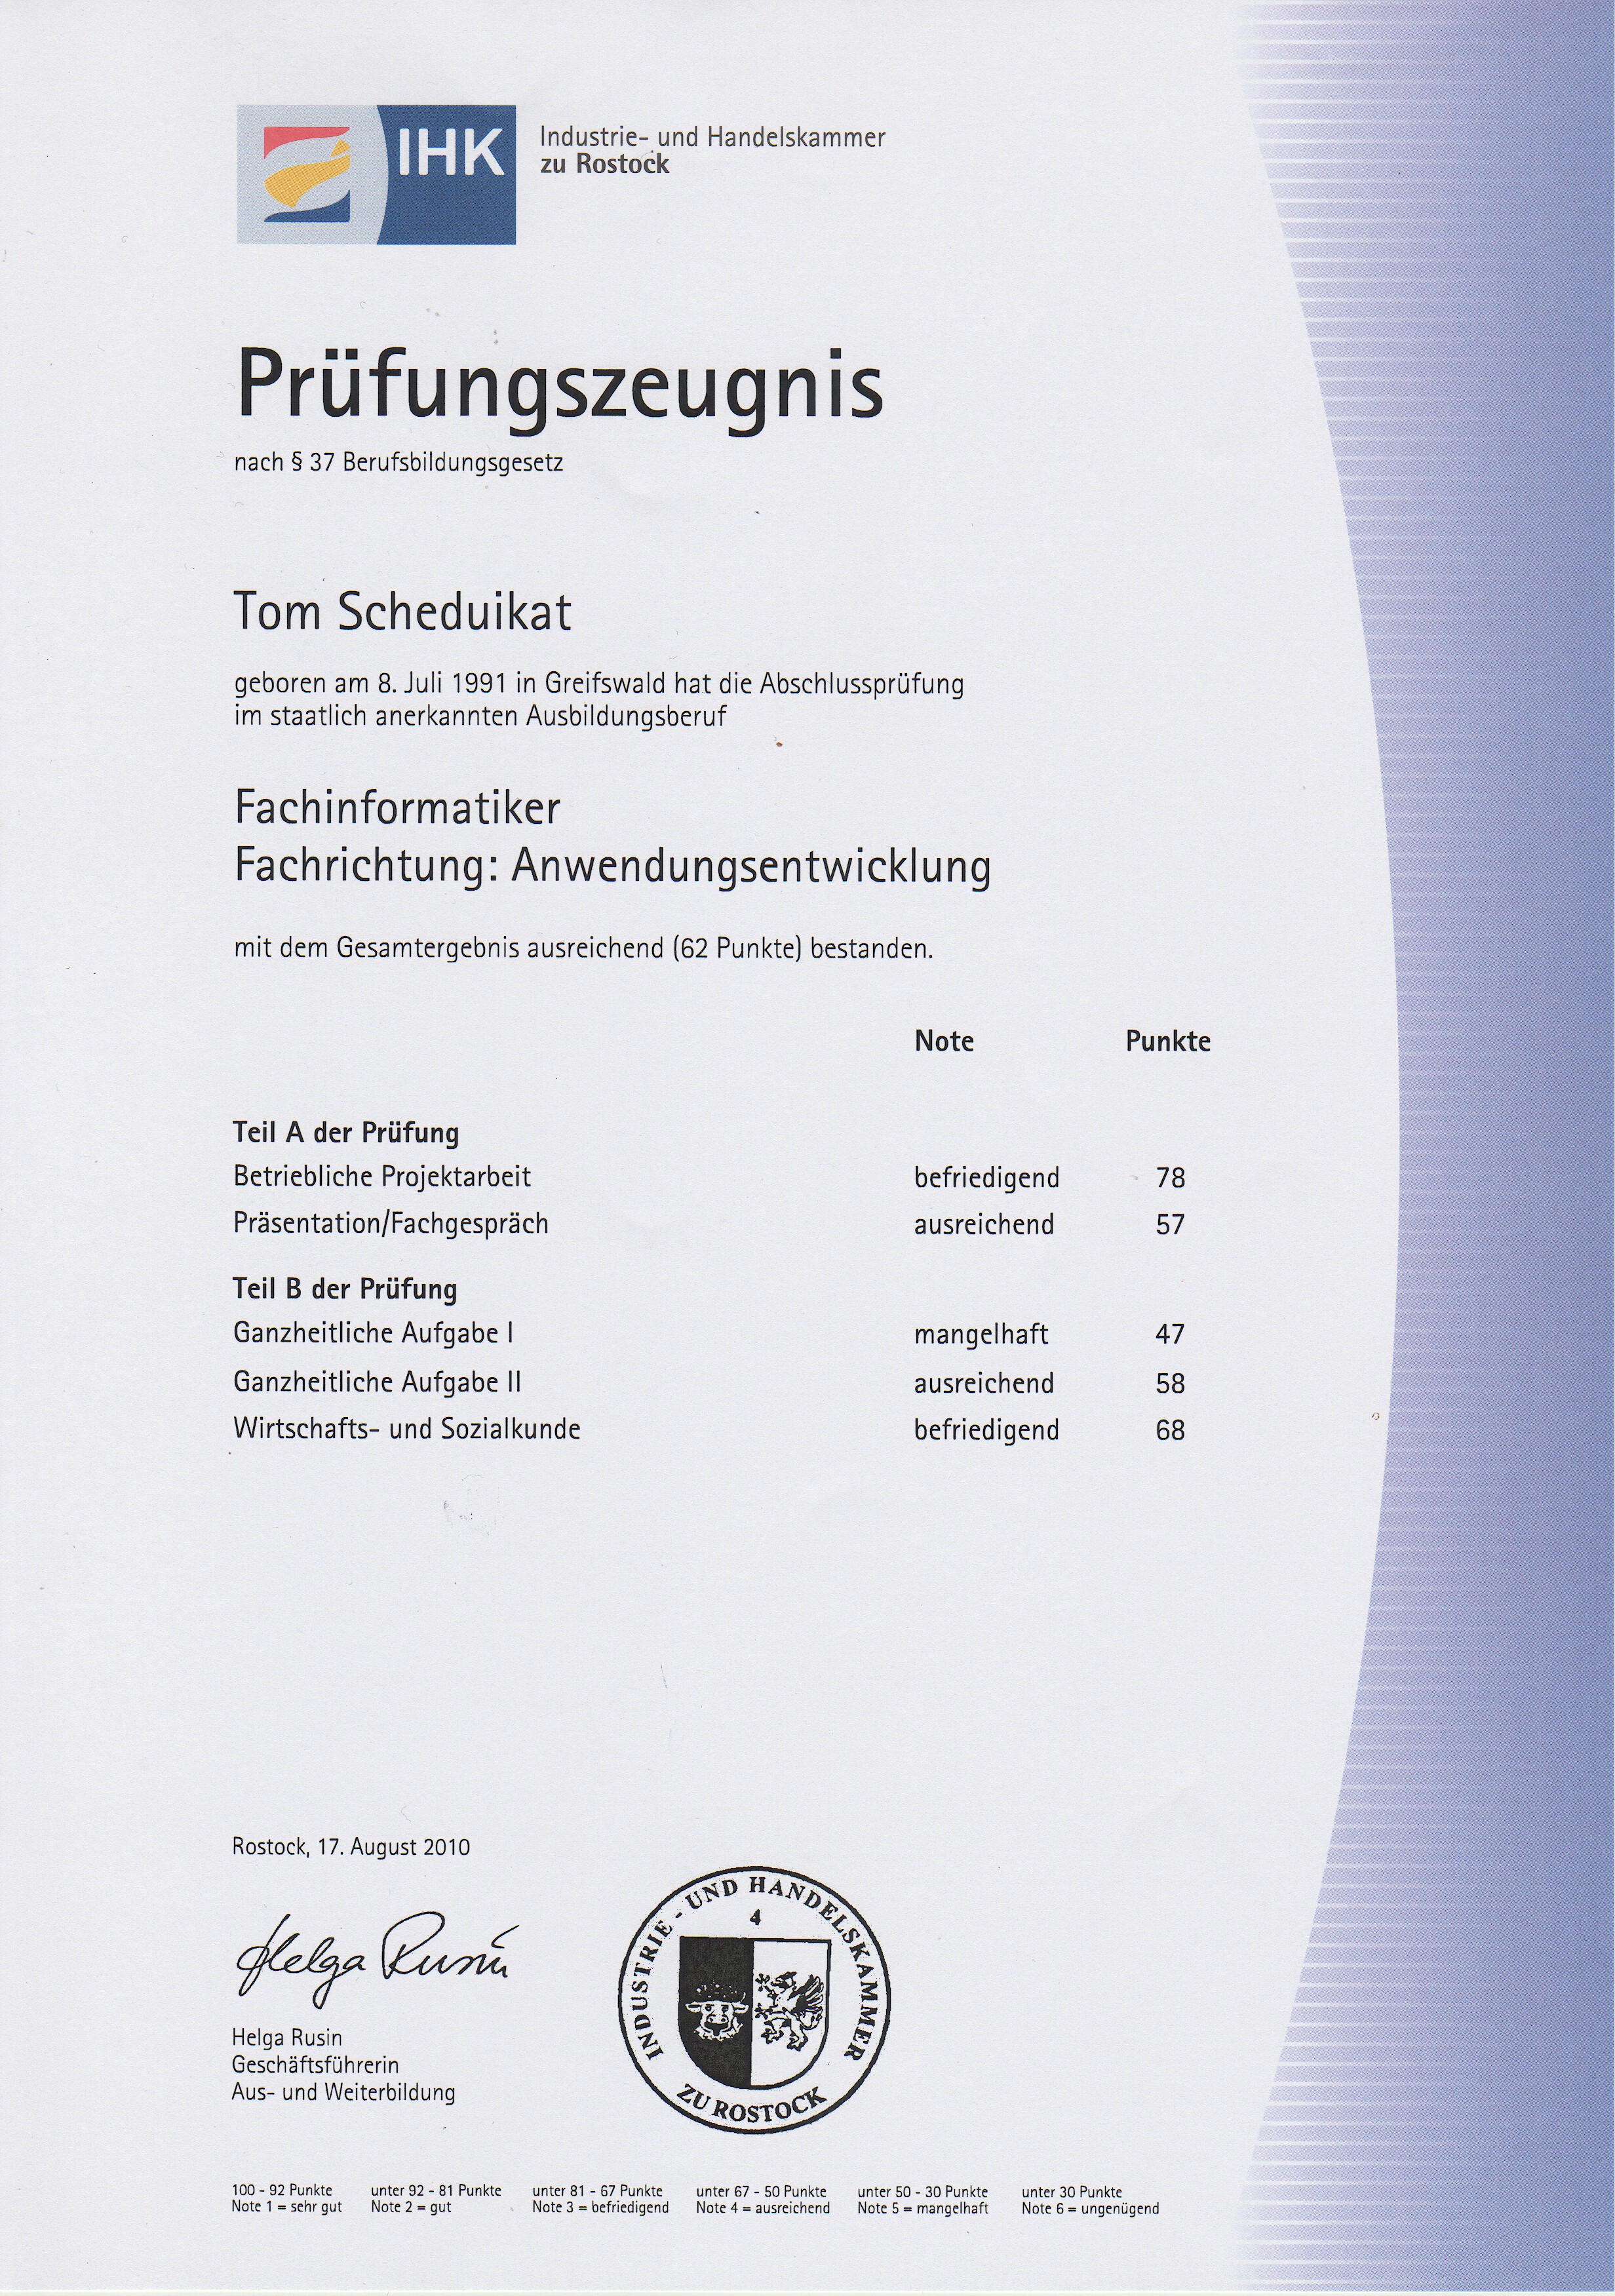 IHK
Industrie- und Handelskammer
zu Rostock
Prüfungszeugnis
nach § 37 Berufsbildungsgesetz
Tom Scheduikat
geboren am 8. Juli 1991 in Greifswald hat die Abschlussprüfung
im staatlich anerkannten Ausbildungsberuf
Fachinformatiker
Fachrichtung: Anwendungsentwicklung
mit dem Gesamtergebnis ausreichend (62 Punkte) bestanden.
Note Punkte
Teil A der Prüfung
Betriebliche Projektarbeit befriedigend 78
Präsentation/Fachgespräch ausreichend 57
Teil B der Prüfung
Ganzheitliche Aufgabe I mangelhaft 47
Ganzheitliche Aufgabe II ausreichend 58
Wirtschafts- und Sozialkunde befriedigend 68
Rostock, 17. August 2010
Helga Rusin
Helga Rusin
Geschäftsführerin
Aus- und Weiterbildung
INDUSTRIE - UND HANDELSKAMMER
4
ZU ROSTOCK
100 - 92 Punkte unter 92 - 81 Punkte unter 81 - 67 Punkte unter 67 - 50 Punkte unter 50 - 30 Punkte unter 30 Punkte
Note 1 = sehr gut Note 2 = gut Note 3 = befriedigend Note 4 = ausreichend Note 5 = mangelhaft Note 6 = ungenügend